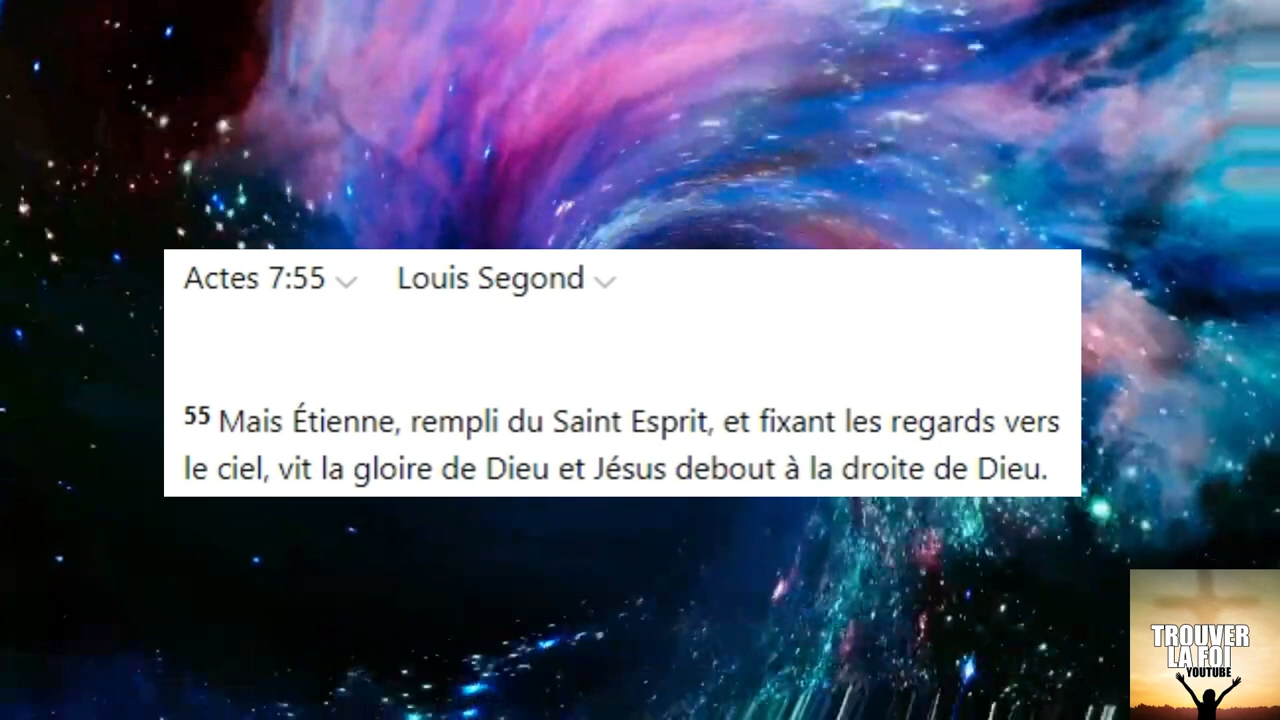 Actes 7:55 Louis Segond
55 Mais Étienne, rempli du Saint Esprit, et fixant les regards vers
le ciel, vit la gloire de Dieu et Jésus debout à la droite de Dieu.
TROUVER
LA FOI
YOUTUBE